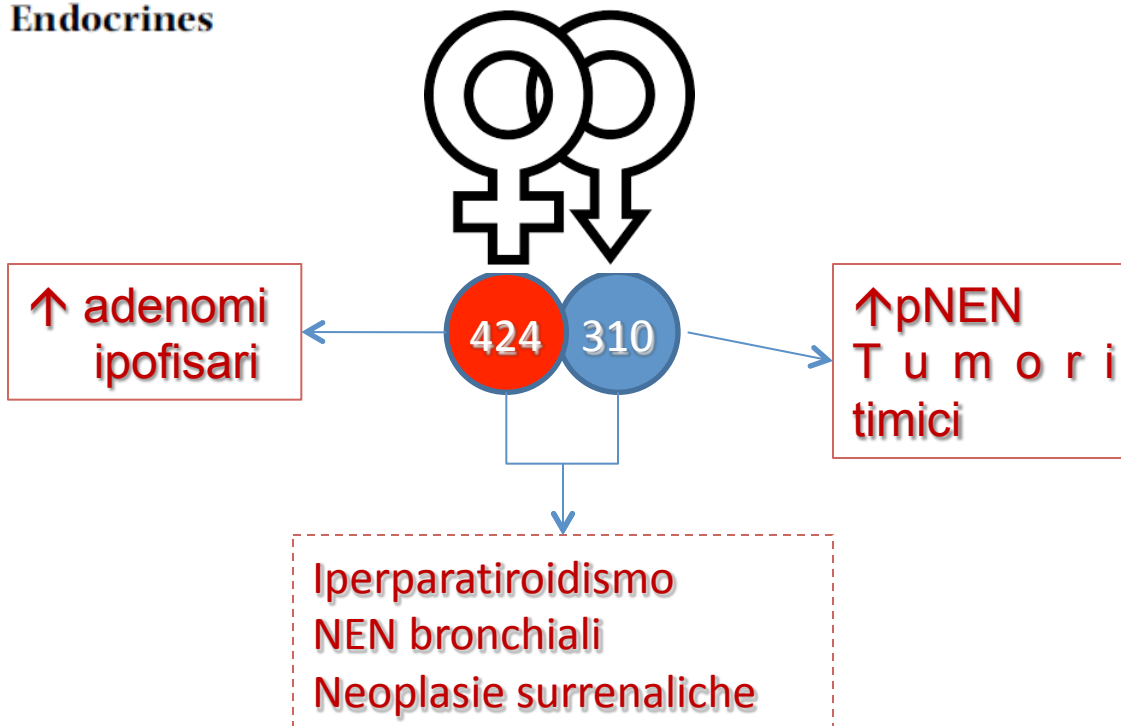 Endocrines
↑ adenomi
ipofisari
424
310
↑pNEN
T u m o r i
timici
Iperparatiroidismo
NEN bronchiali
Neoplasie surrenaliche